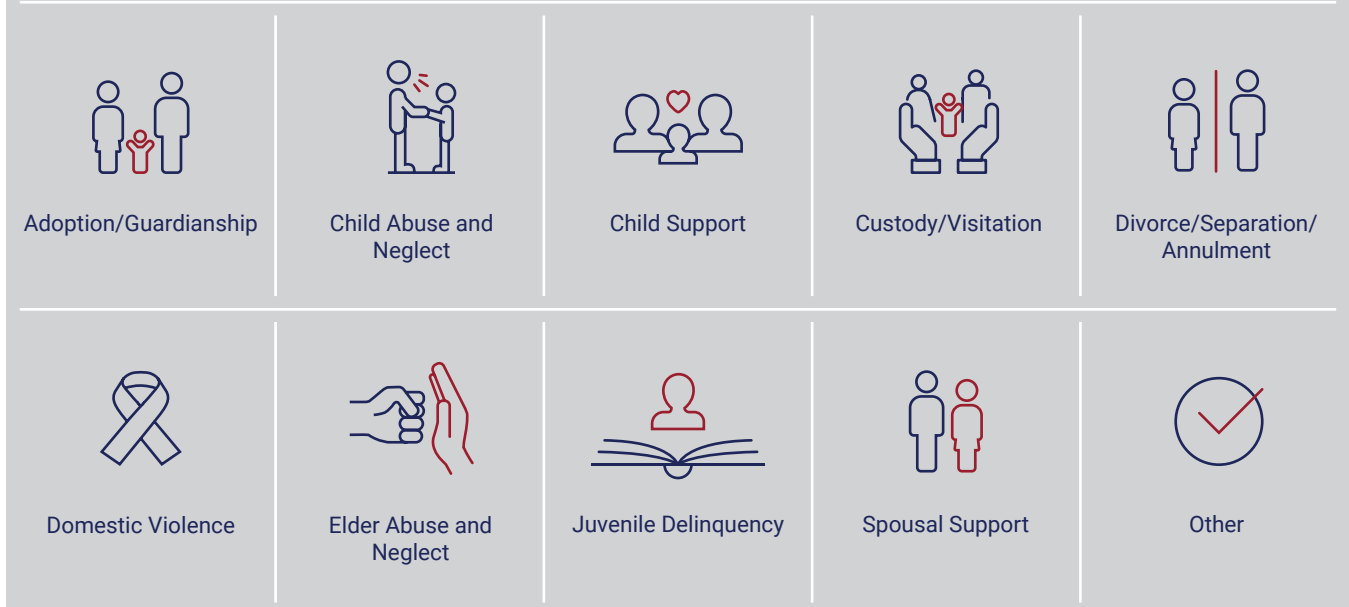 Adoption/Guardianship
Child Abuse and
Neglect
Child Support
Custody/Visitation
Divorce/Separation/
Annulment
Domestic Violence
Elder Abuse and
Neglect
Juvenile Delinquency
Spousal Support
Other